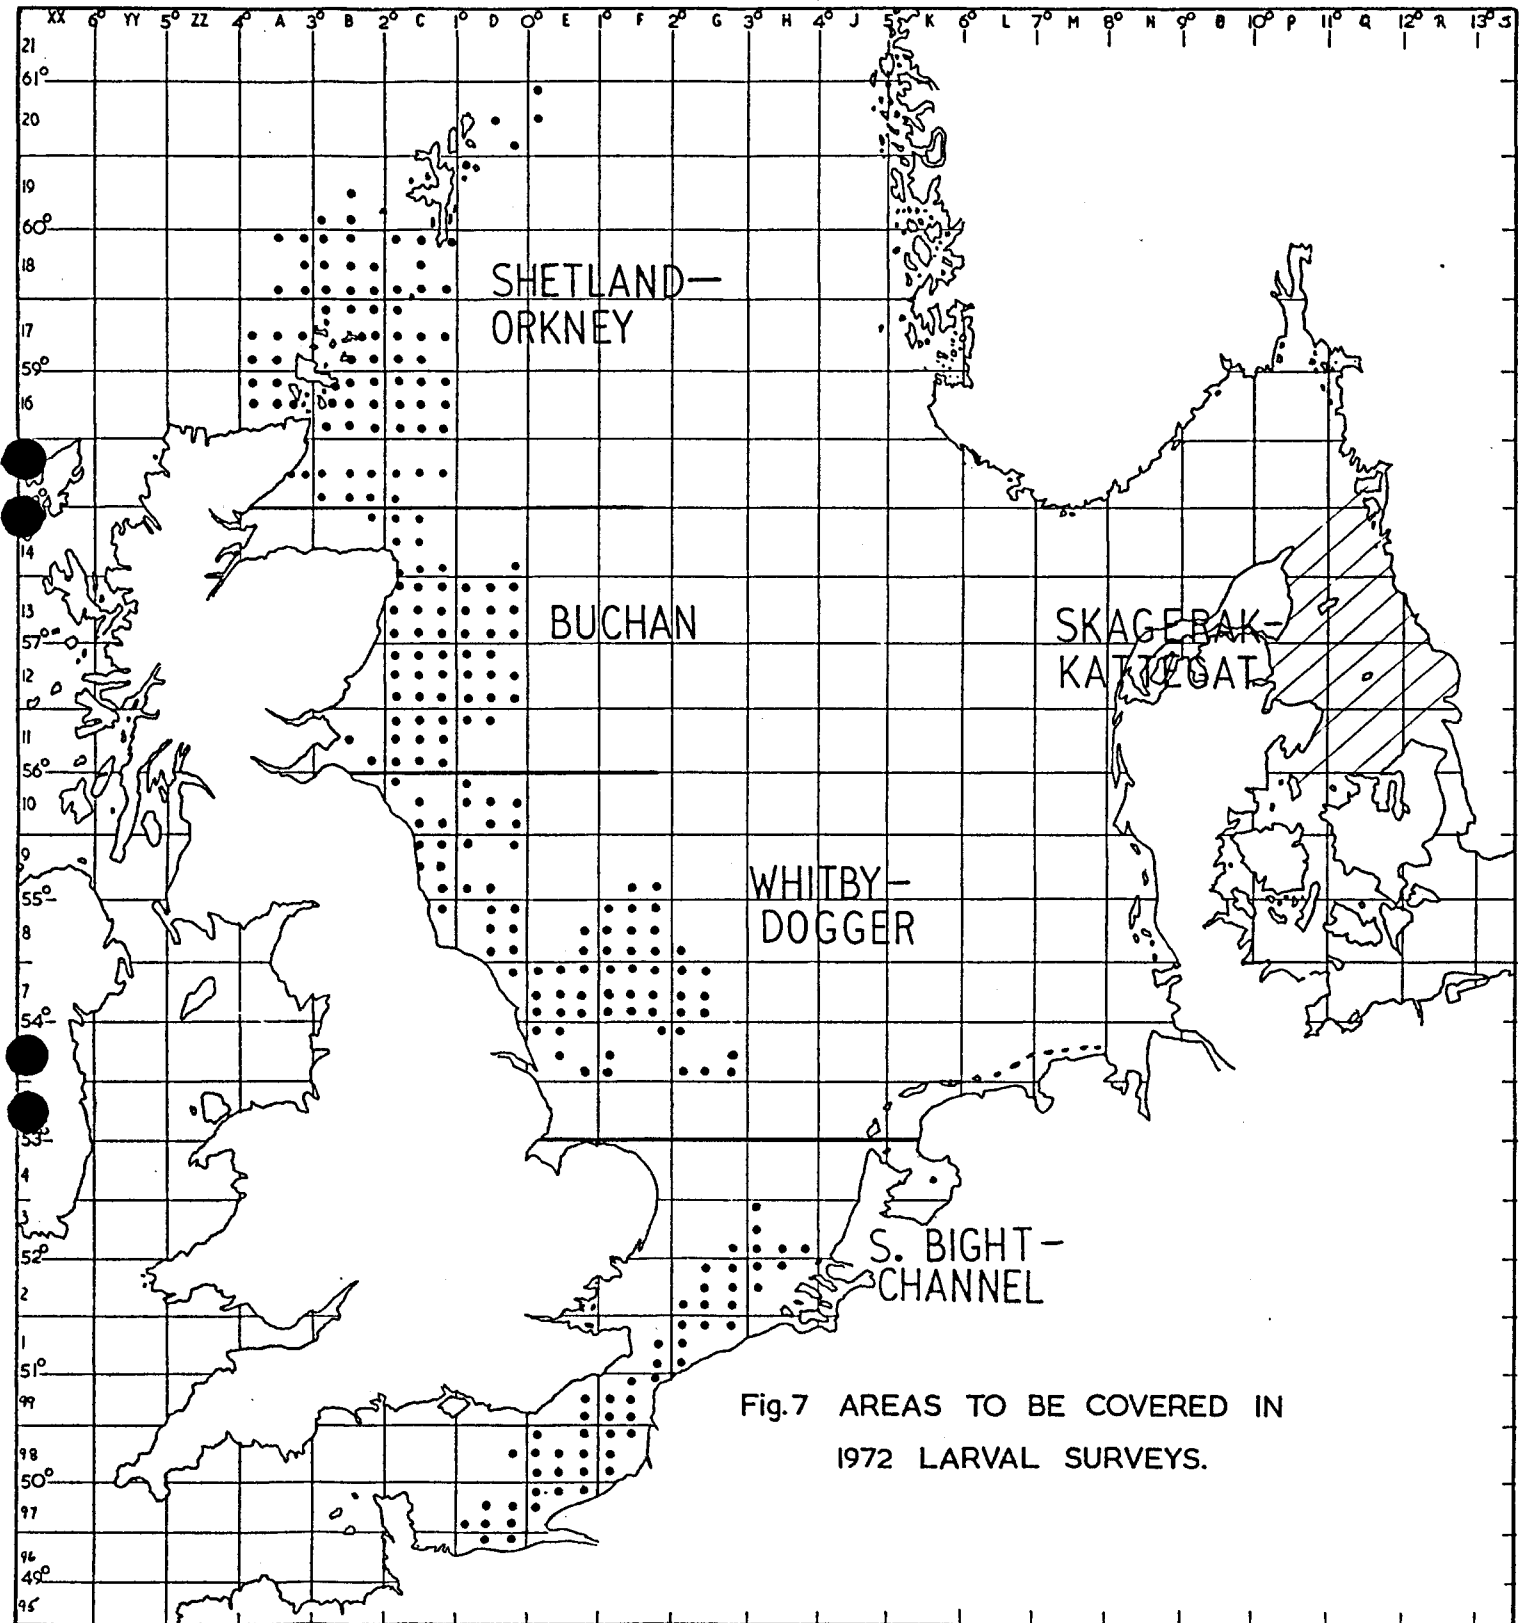 XX 6° YY 5° ZZ 4° A 3° B 2° C 1° D 0° E 1° F 2° G 3° H 4° J 5° K 6° L 7° M 8° N 9° O 10° P 11° Q 12° R 13° S
21
61°
20
19
60°
18
SHETLAND—
ORKNEY
17
59°
16
14
13
BUCHAN
SKAGERAK—
57°
KATTEGAT
12
11
56°
10
9
WHITBY—
55°
DOGGER
8
7
54°
53
4
3
S. BIGHT—
52°
CHANNEL
2
1
51°
99
Fig.7 AREAS TO BE COVERED IN
1972 LARVAL SURVEYS.
98
50°
97
96
49°
95